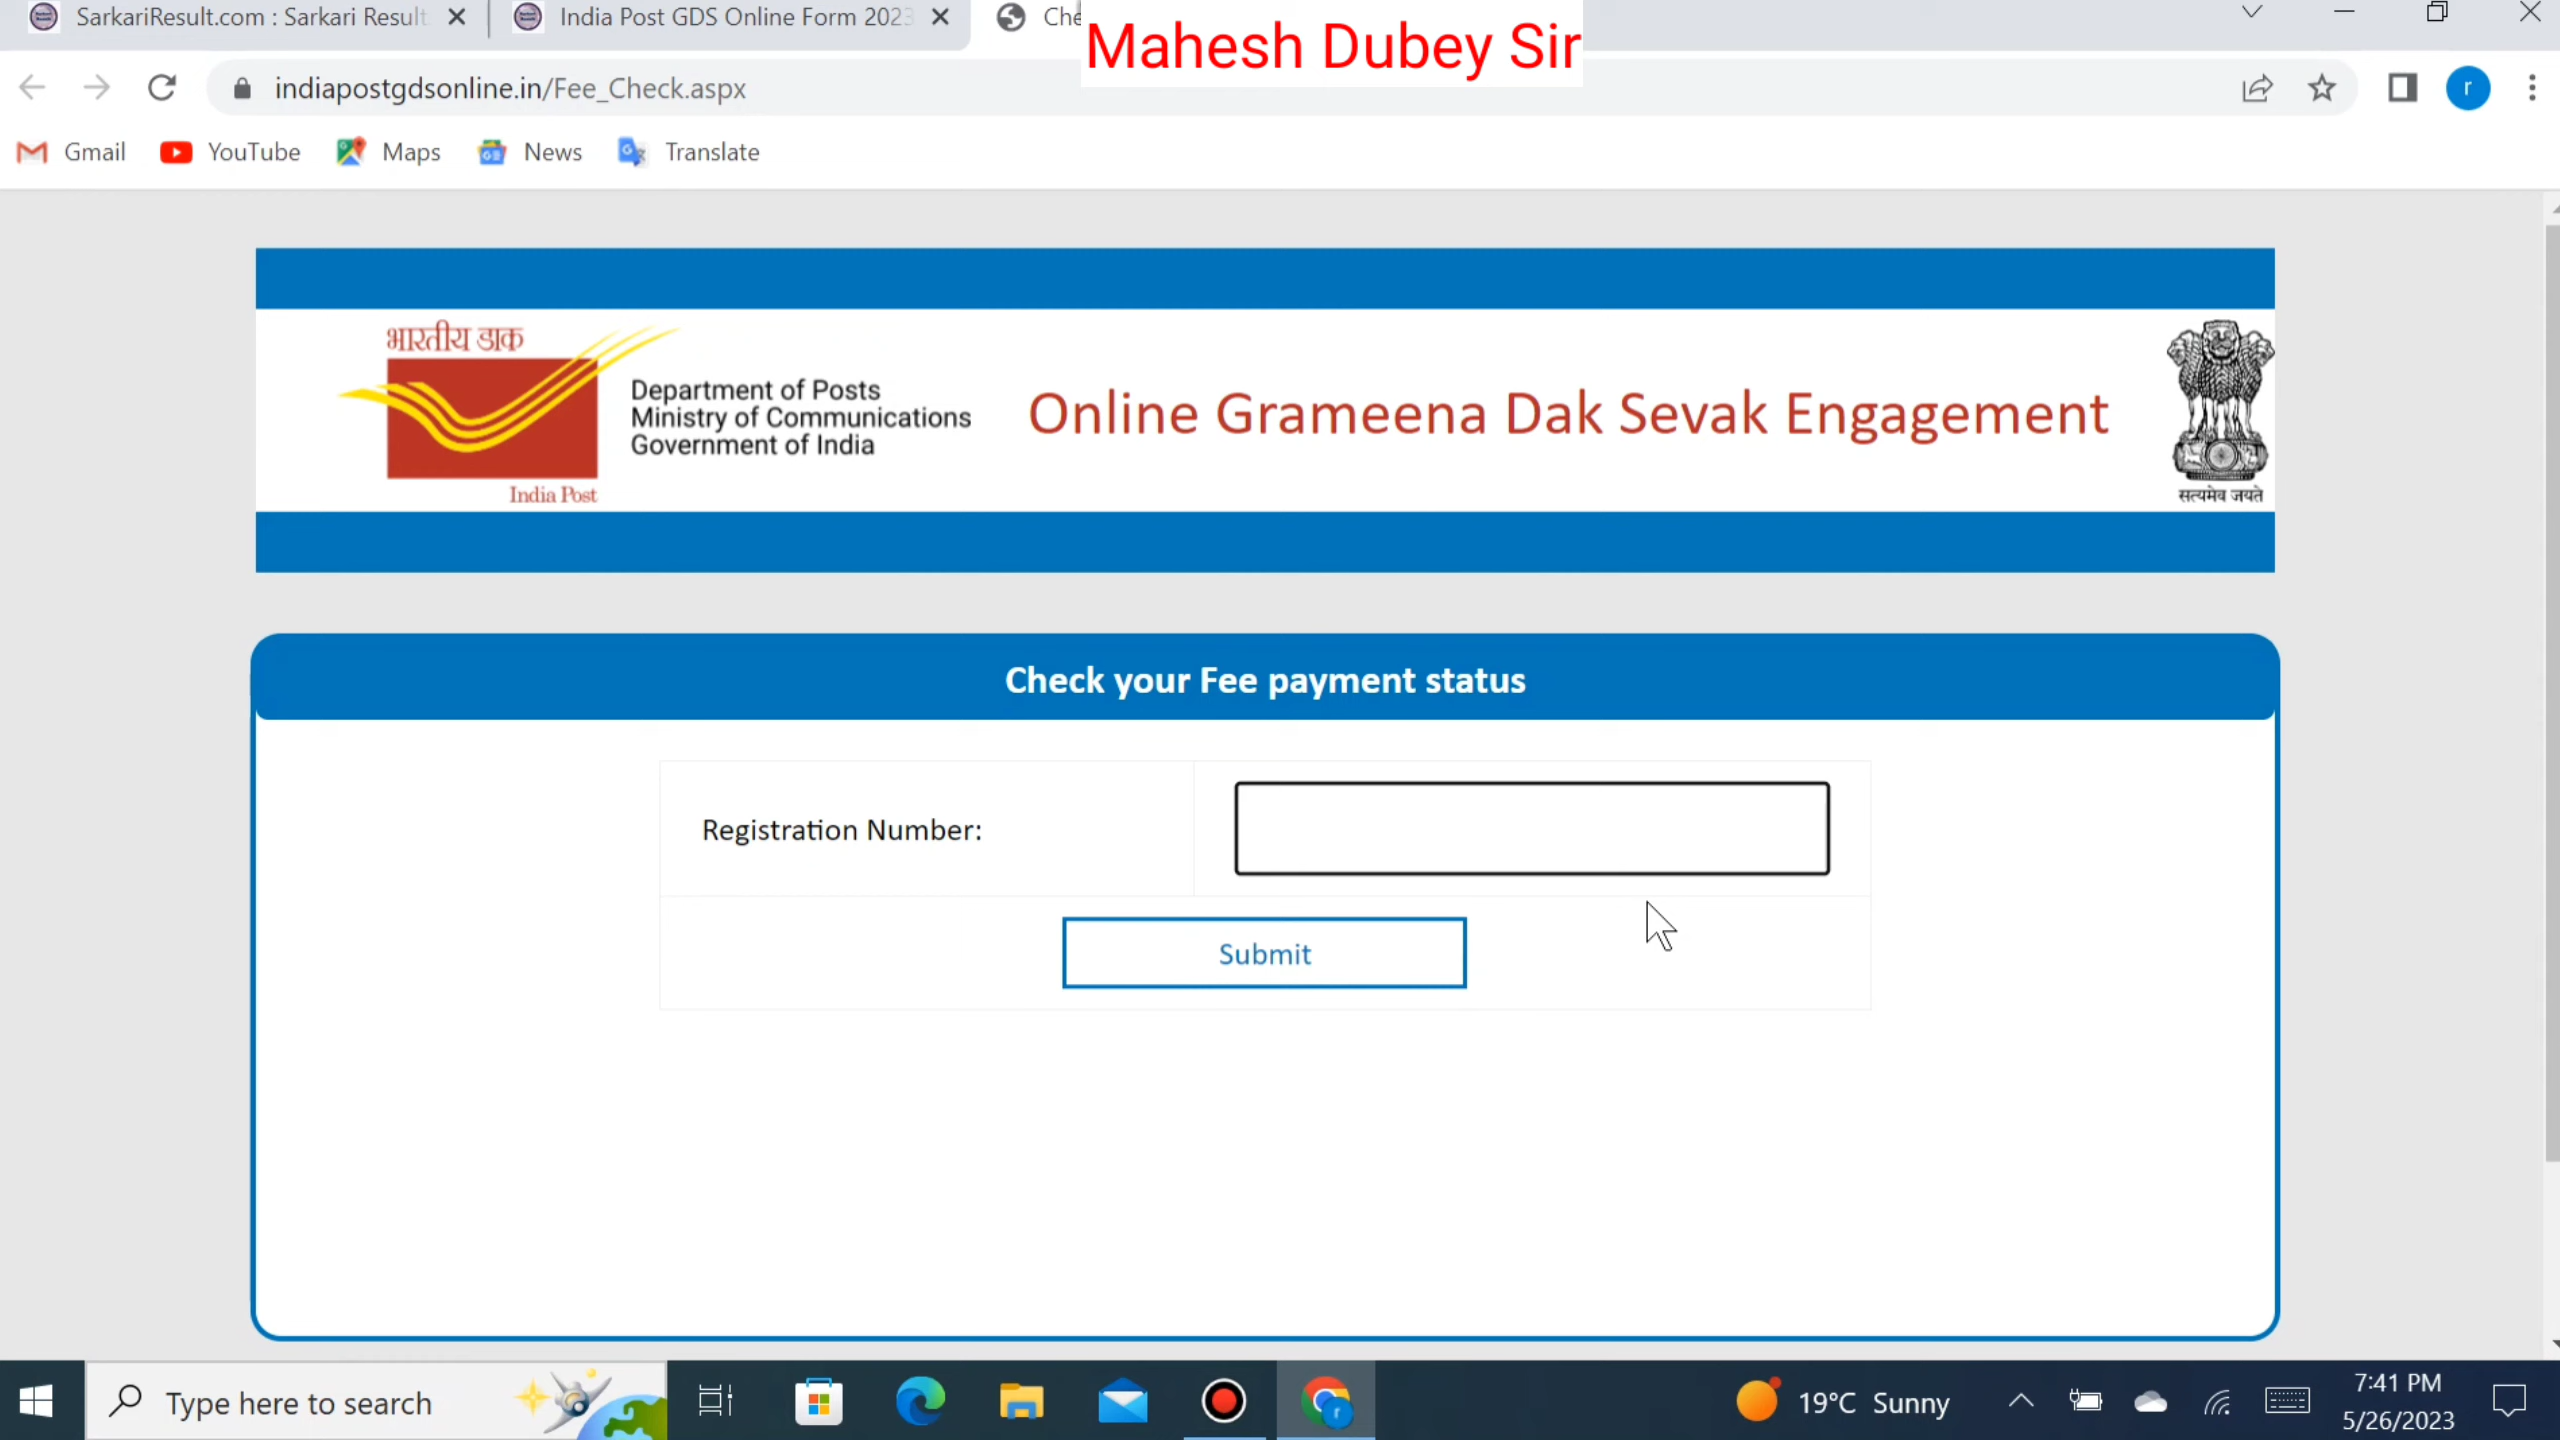 SarkariResult.com : Sarkari Result
India Post GDS Online Form 2023
Che
Mahesh Dubey Sir
indiapostgdsonline.in/Fee_Check.aspx
r
Gmail
YouTube
Maps
News
Translate
भारतीय डाक
India Post
Department of Posts
Ministry of Communications
Government of India
Online Grameena Dak Sevak Engagement
सत्यमेव जयते
Check your Fee payment status
Registration Number:
Submit
Type here to search
r
19°C Sunny
7:41 PM
5/26/2023